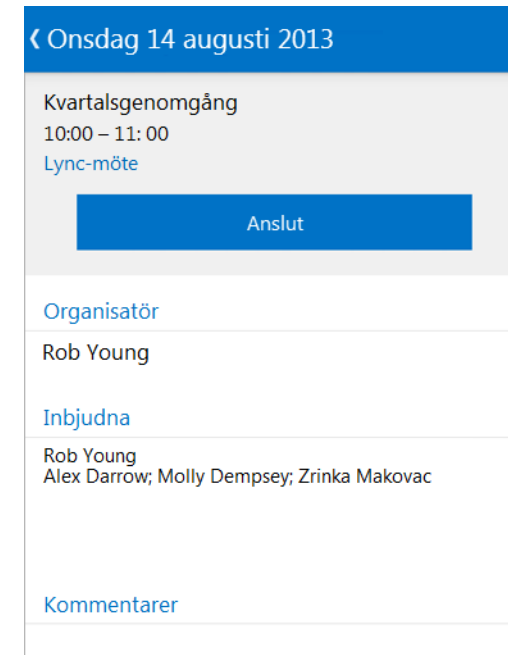 Onsdag 14 augusti 2013
Kvartalsgenomgång
10:00 – 11: 00
Lync-möte
Anslut
Organisatör
Rob Young
Inbjudna
Rob Young
Alex Darrow; Molly Dempsey; Zrinka Makovac
Kommentarer